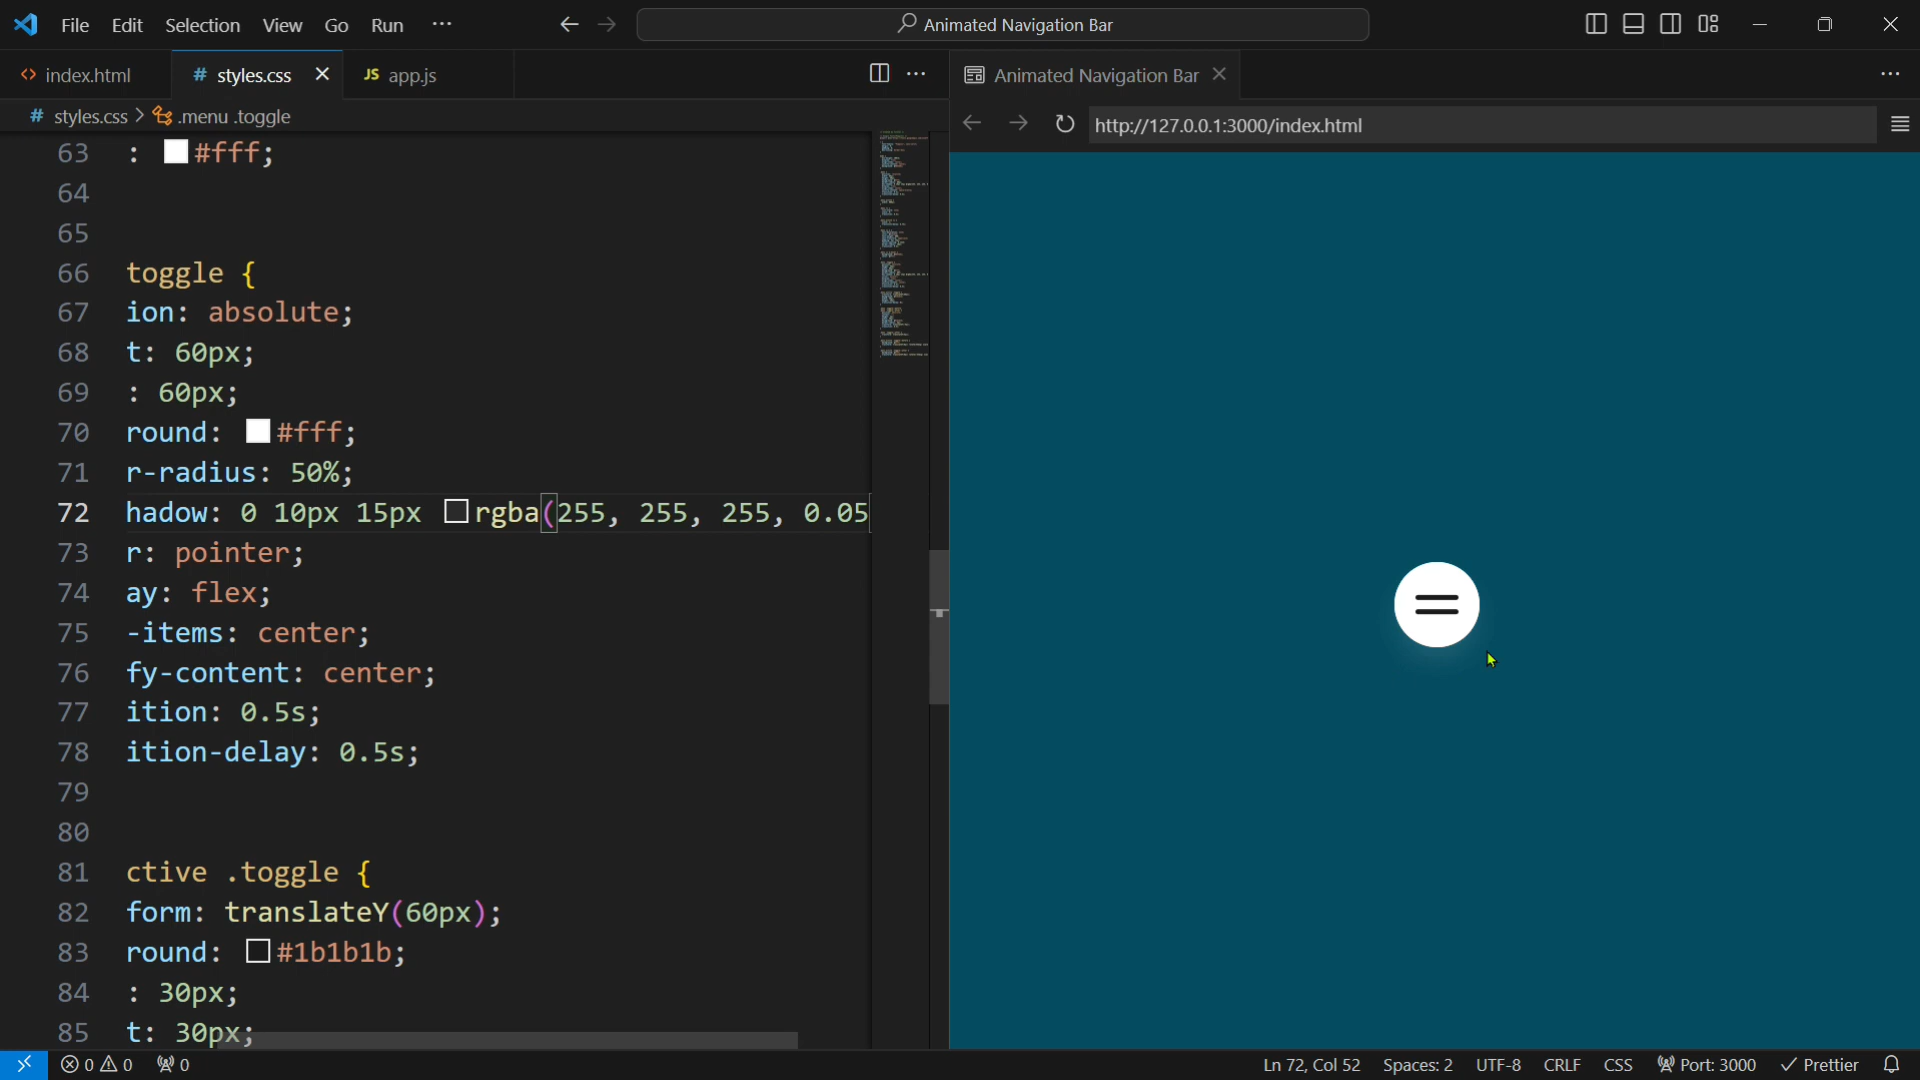 File Edit Selection View Go Run ··· Animated Navigation Bar
index.html # styles.css JS app.js Animated Navigation Bar
# styles.css > .menu .toggle http://127.0.0.1:3000/index.html
63 : #fff;
64
65
66 toggle {
67 ion: absolute;
68 t: 60px;
69 : 60px;
70 round: #fff;
71 r-radius: 50%;
72 hadow: 0 10px 15px rgba(255, 255, 255, 0.05
73 r: pointer;
74 ay: flex;
75 -items: center;
76 fy-content: center;
77 ition: 0.5s;
78 ition-delay: 0.5s;
79
80
81 ctive .toggle {
82 form: translateY(60px);
83 round: #1b1b1b;
84 : 30px;
85 t: 30px;
0 0 0 Ln 72, Col 52 Spaces: 2 UTF-8 CRLF CSS Port: 3000 Prettier